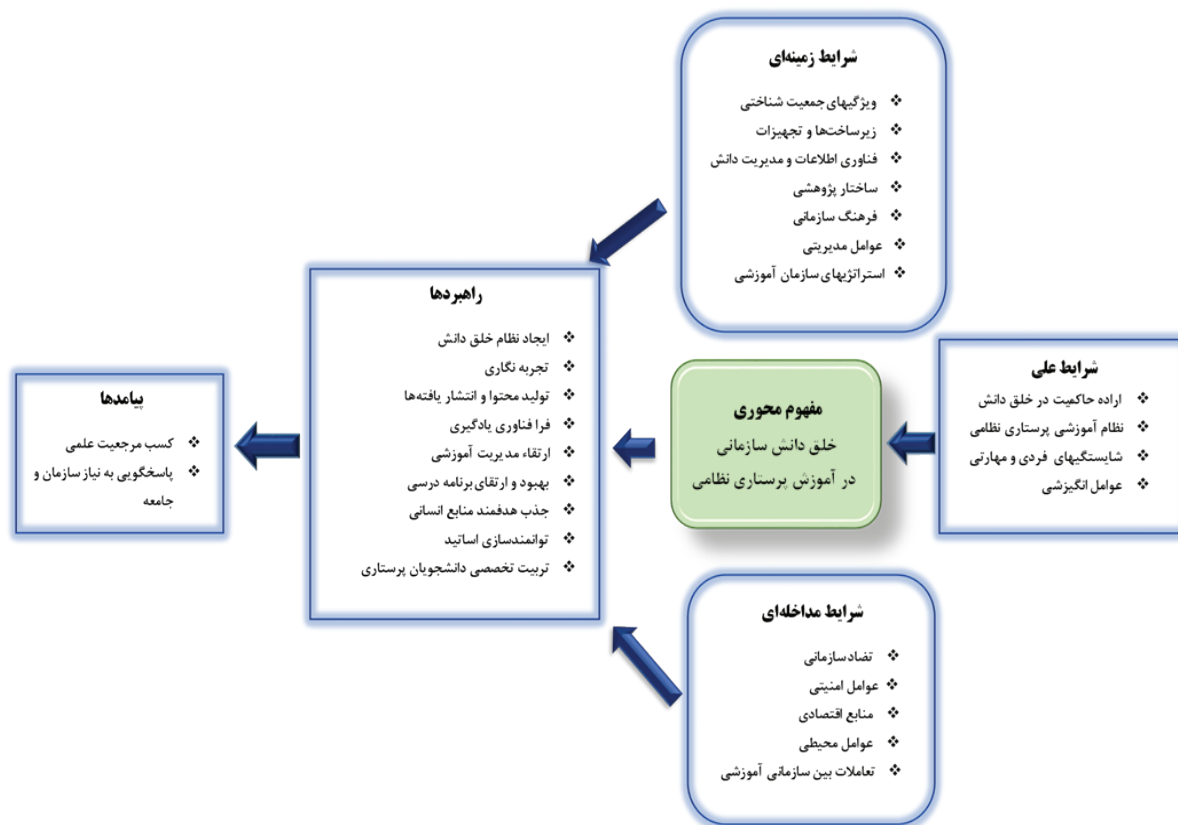 شرایط زمینه‌ای
❖ ویژگیهای جمعیت شناختی
❖ زیرساخت‌ها و تجهیزات
❖ فناوری اطلاعات و مدیریت دانش
❖ ساختار پژوهشی
❖ فرهنگ سازمانی
❖ عوامل مدیریتی
❖ استراتژیهای سازمان آموزشی
شرایط علی
❖ اراده حاکمیت در خلق دانش
❖ نظام آموزشی پرستاری نظامی
❖ شایستگیهای فردی و مهارتی
❖ عوامل انگیزشی
مفهوم محوری
خلق دانش سازمانی
در آموزش پرستاری نظامی
شرایط مداخله‌ای
❖ تضاد سازمانی
❖ عوامل امنیتی
❖ منابع اقتصادی
❖ عوامل محیطی
❖ تعاملات بین سازمانی آموزشی
راهبردها
❖ ایجاد نظام خلق دانش
❖ تجربه نگاری
❖ تولید محتوا و انتشار یافته‌ها
❖ فرا فناوری یادگیری
❖ ارتقاء مدیریت آموزشی
❖ بهبود و ارتقای برنامه درسی
❖ جذب هدفمند منابع انسانی
❖ توانمندسازی اساتید
❖ تربیت تخصصی دانشجویان پرستاری
پیامدها
❖ کسب مرجعیت علمی
❖ پاسخگویی به نیاز سازمان و
جامعه